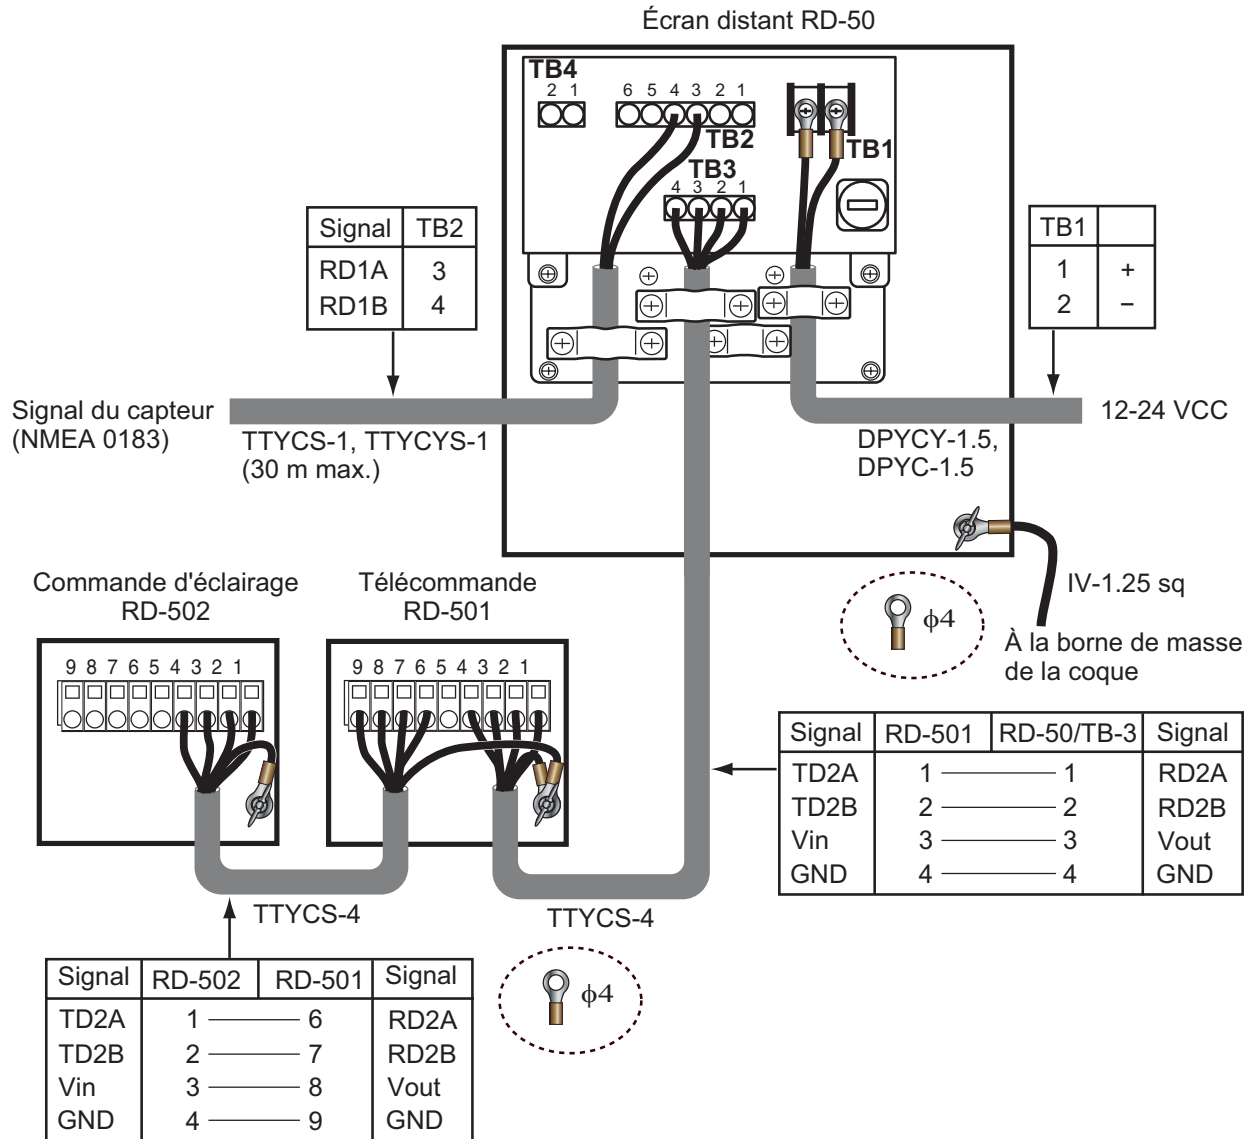 Écran distant RD-50
TB4
2 1
6 5 4 3 2 1
TB2
TB1
TB3
4 3 2 1
Signal TB2
RD1A 3
RD1B 4
TB1
1 +
2 −
Signal du capteur
(NMEA 0183)
TTYCS-1, TTYCYS-1
(30 m max.)
DPYCY-1.5,
DPYC-1.5
12-24 VCC
IV-1.25 sq
ϕ4
À la borne de masse
de la coque
Commande d'éclairage
RD-502
Télécommande
RD-501
9 8 7 6 5 4 3 2 1
9 8 7 6 5 4 3 2 1
Signal RD-501 RD-50/TB-3 Signal
TD2A 1 1 RD2A
TD2B 2 2 RD2B
Vin 3 3 Vout
GND 4 4 GND
TTYCS-4
TTYCS-4
ϕ4
Signal RD-502 RD-501 Signal
TD2A 1 6 RD2A
TD2B 2 7 RD2B
Vin 3 8 Vout
GND 4 9 GND